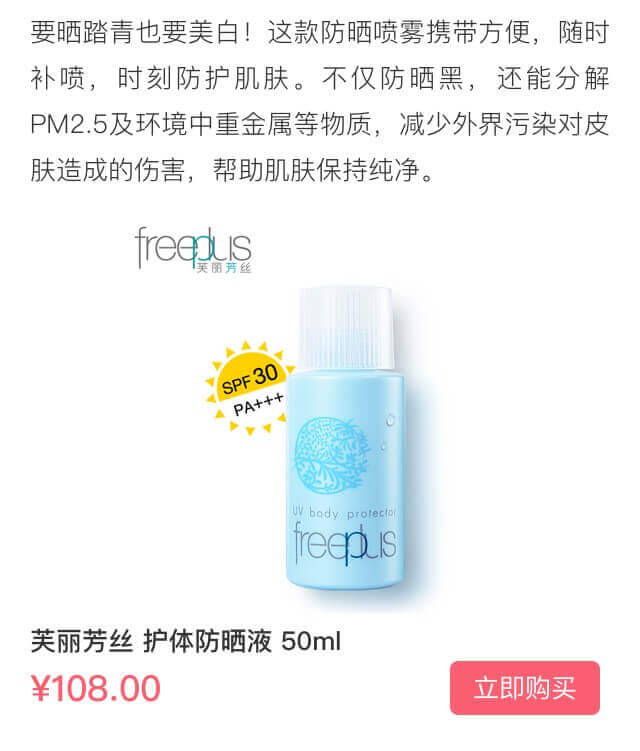 要晒踏青也要美白！这款防晒喷雾携带方便，随时
补喷，时刻防护肌肤。不仅防晒黑，还能分解
PM2.5及环境中重金属等物质，减少外界污染对皮
肤造成的伤害，帮助肌肤保持纯净。
freeplus
芙丽芳丝
SPF 30
PA+++
UV body protector
freeplus
芙丽芳丝 护体防晒液 50ml
¥108.00
立即购买